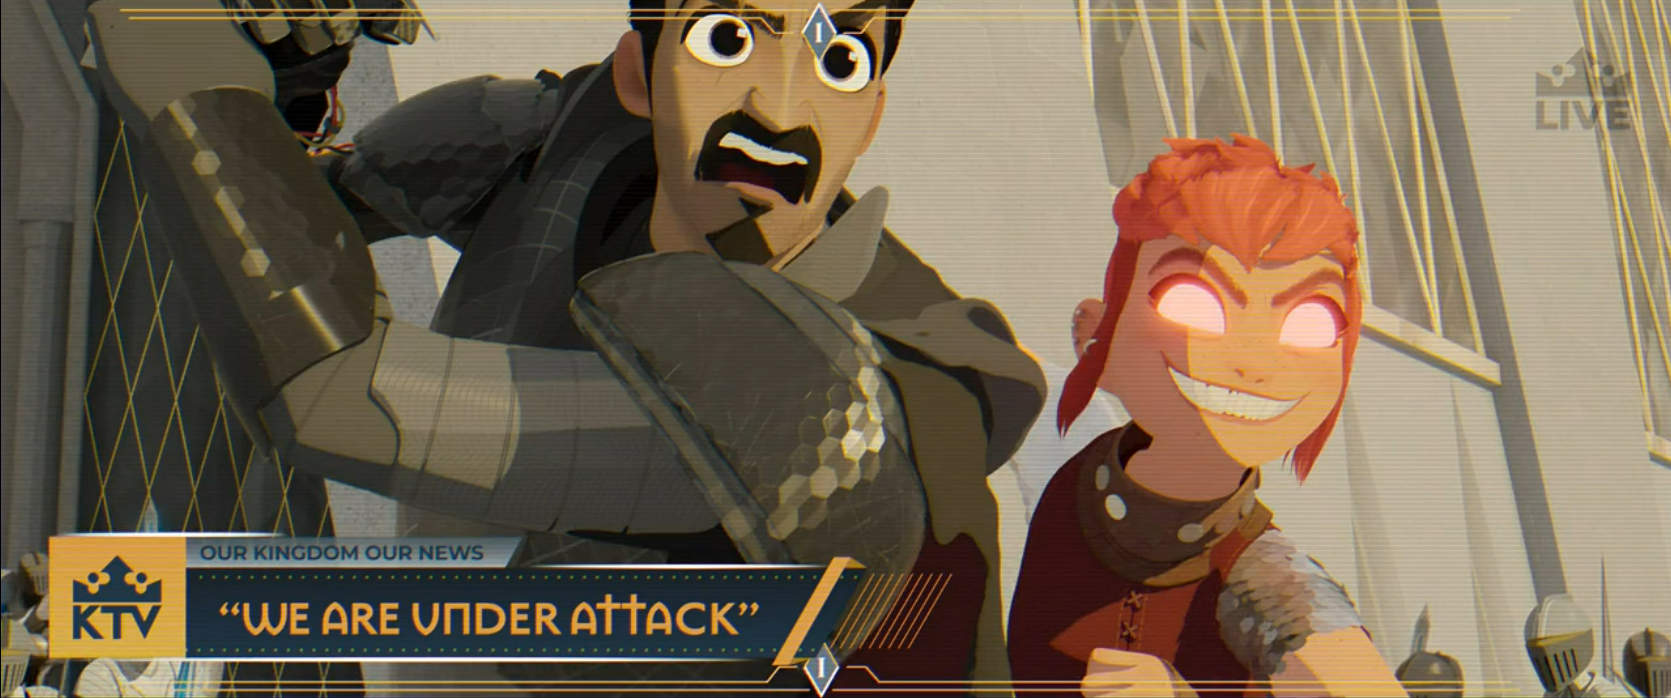 I
LIVE
OUR KINGDOM OUR NEWS
KTV
“WE ARE UNDER ATTACK”
I